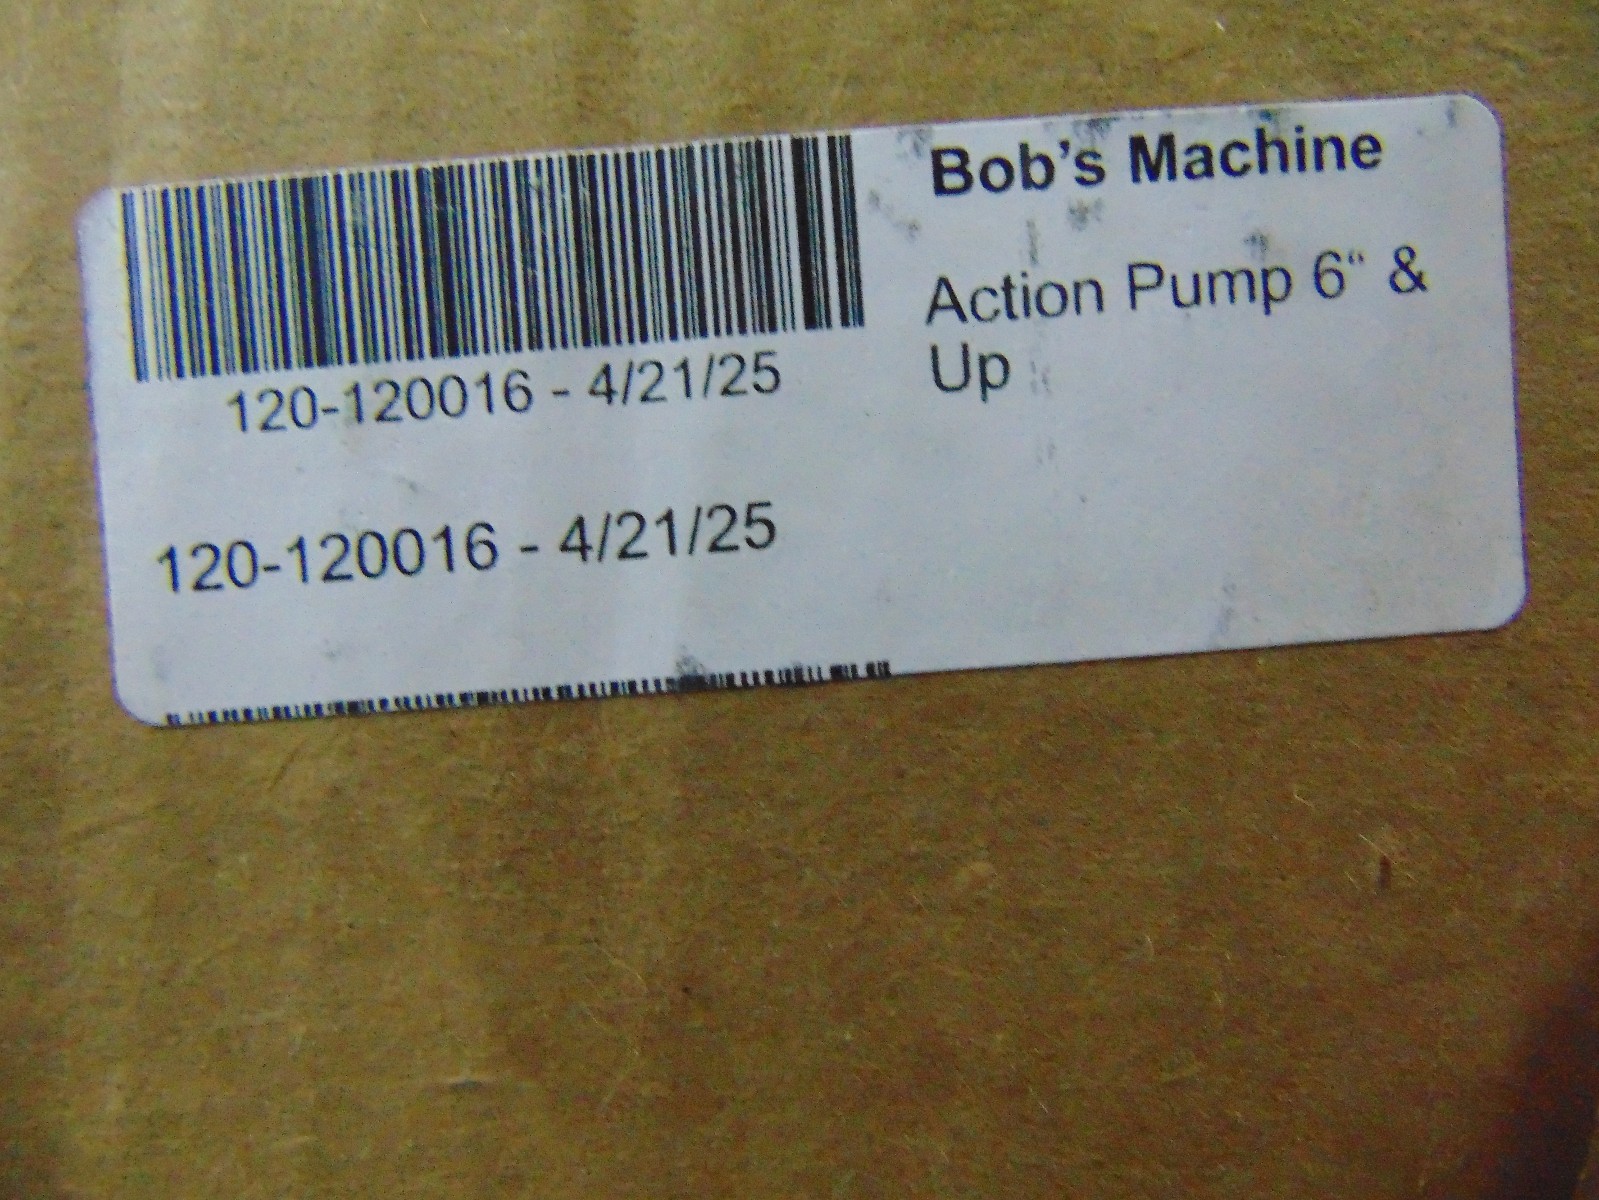 120-120016 - 4/21/25
120-120016 - 4/21/25
Bob’s Machine
Action Pump 6“ &
Up